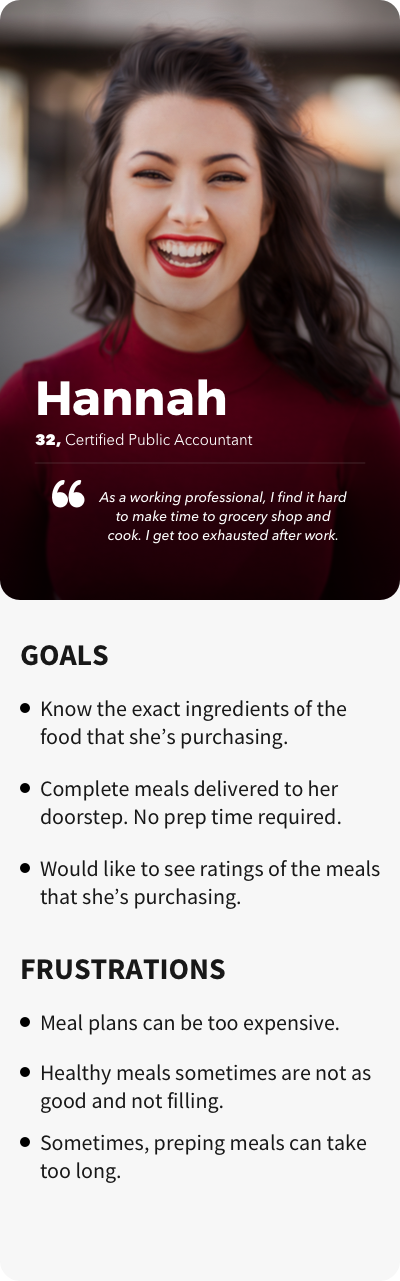 Hannah
32, Certified Public Accountant
“ As a working professional, I find it hard
to make time to grocery shop and
cook. I get too exhausted after work.
GOALS
• Know the exact ingredients of the
food that she’s purchasing.
• Complete meals delivered to her
doorstep. No prep time required.
• Would like to see ratings of the meals
that she’s purchasing.
FRUSTRATIONS
• Meal plans can be too expensive.
• Healthy meals sometimes are not as
good and not filling.
• Sometimes, preping meals can take
too long.